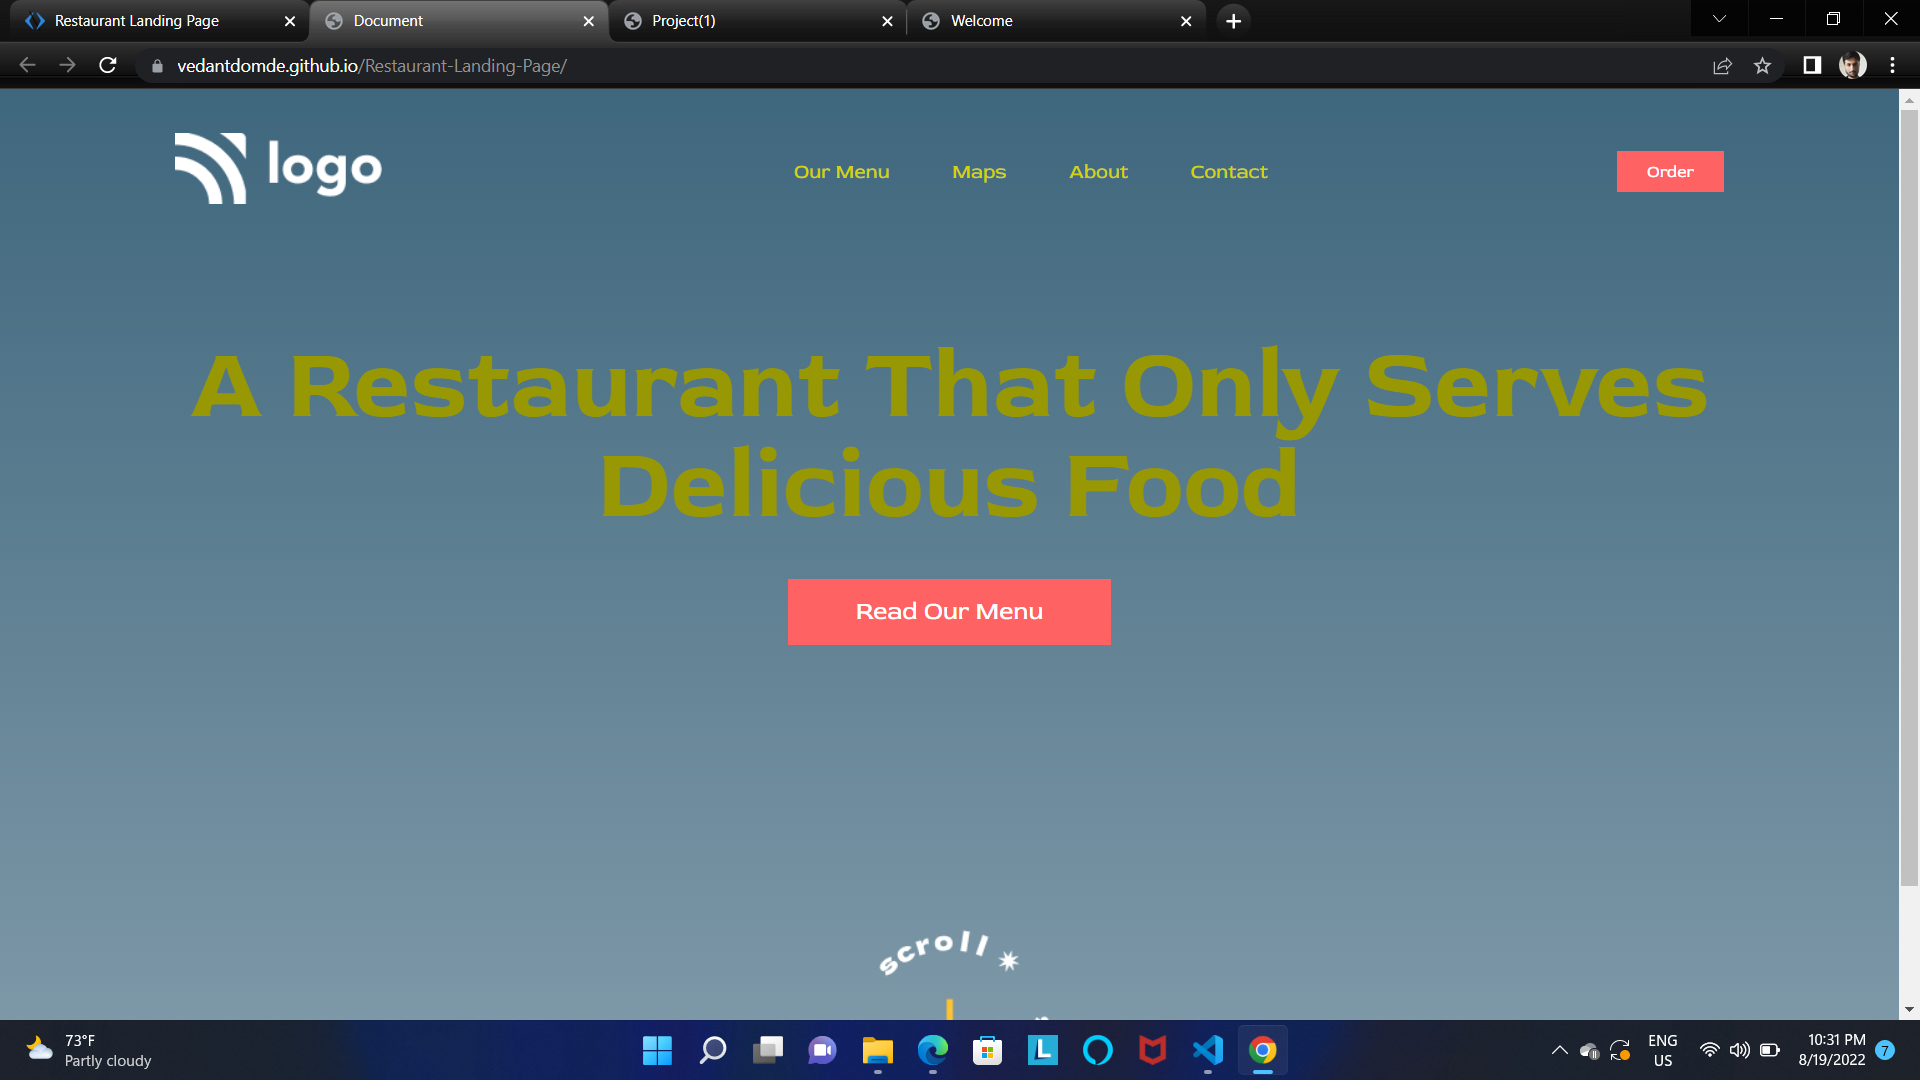 Restaurant Landing Page
Document
Project(1)
Welcome
vedantdomde.github.io/Restaurant-Landing-Page/
logo
Our Menu
Maps
About
Contact
Order
A Restaurant That Only Serves
Delicious Food
Read Our Menu
scroll
73°F
Partly cloudy
L
ENG
US
10:31 PM
8/19/2022
7